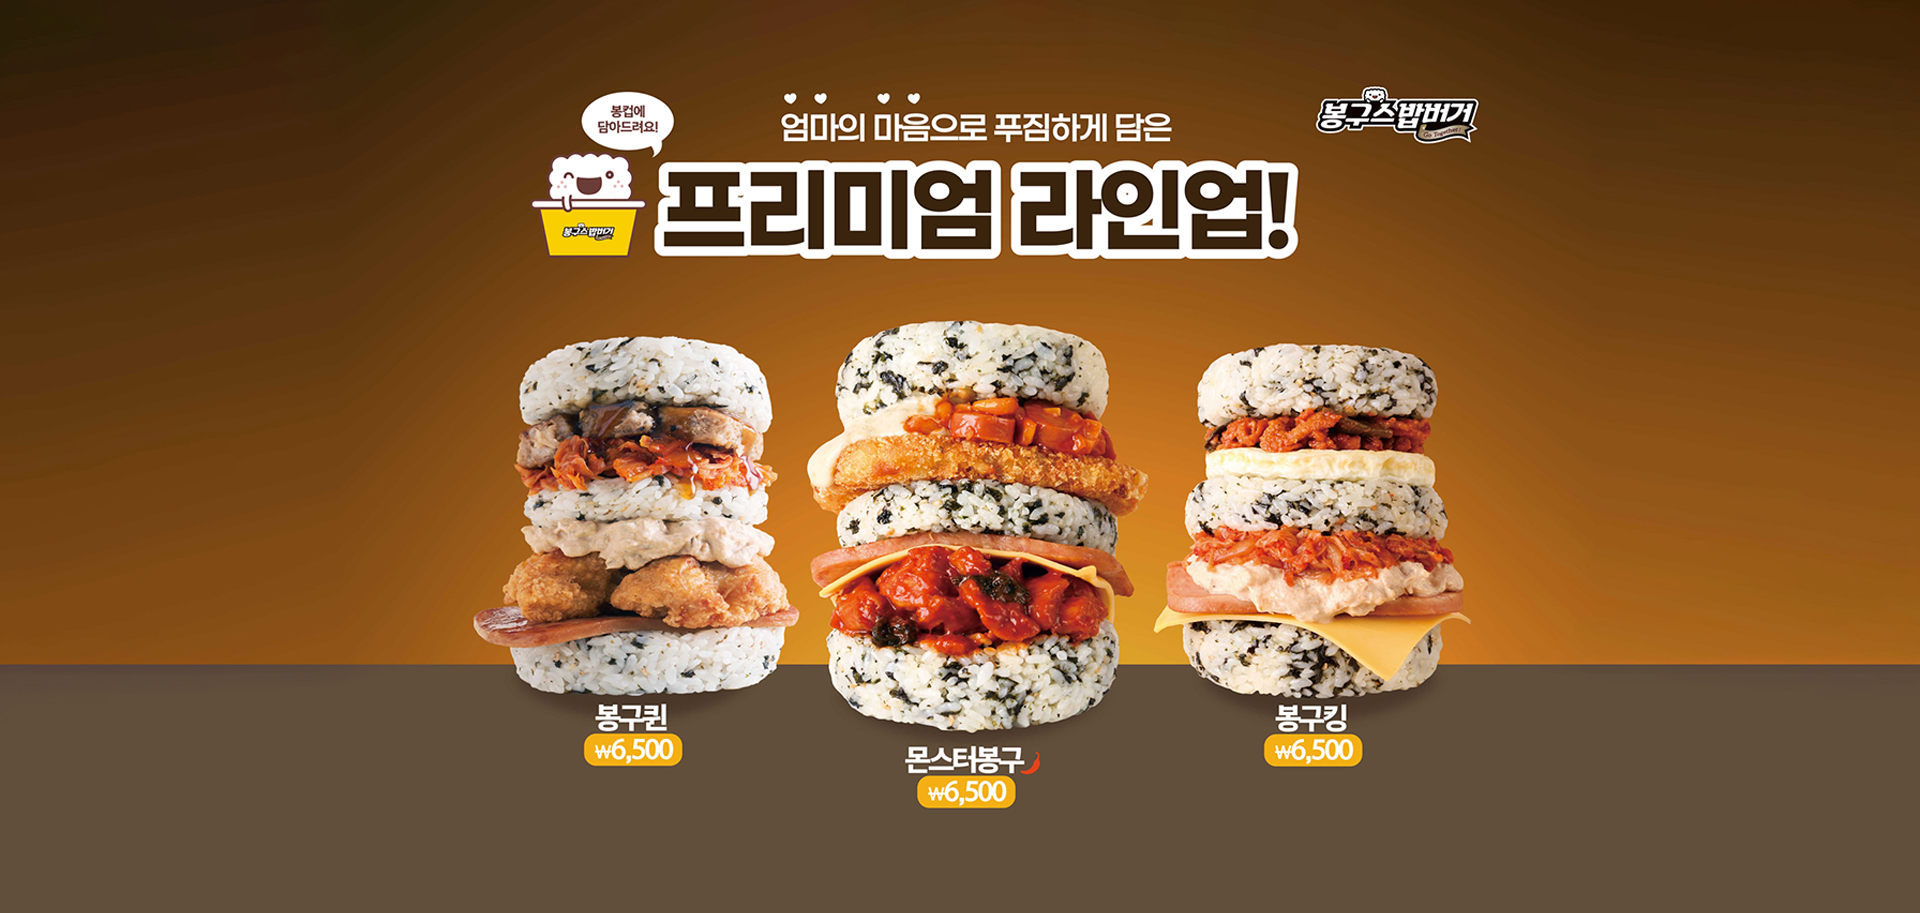 봉컵에
담아드려요!
엄마의 마음으로 푸짐하게 담은
프리미엄 라인업!
봉구스밥버거
Go Together!
봉구스밥버거
봉구퀸
₩6,500
몬스터봉구
₩6,500
봉구킹
₩6,500